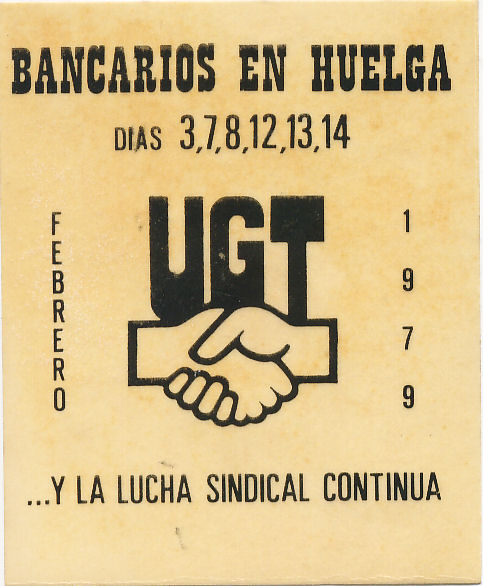 BANCARIOS EN HUELGA
DIAS 3,7,8,12,13,14
UGT
FEBRERO
1979
...Y LA LUCHA SINDICAL CONTINUA